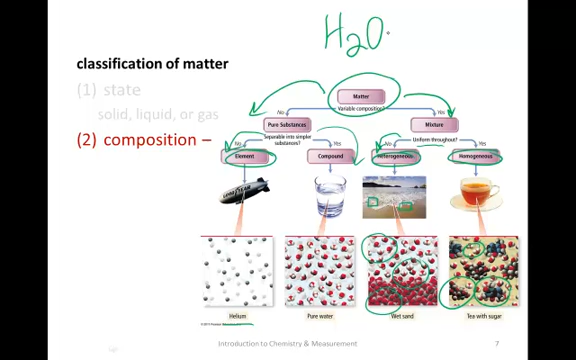 H₂O
classification of matter
(1) state
solid, liquid, or gas
(2) composition –
Matter
Variable composition?
No
Yes
Pure Substances
Mixture
Separable into simpler
substances?
Uniform throughout?
No
Yes
No
Yes
Element
Compound
Heterogeneous
Homogeneous
Helium
Pure water
Wet sand
Tea with sugar
Introduction to Chemistry & Measurement
7